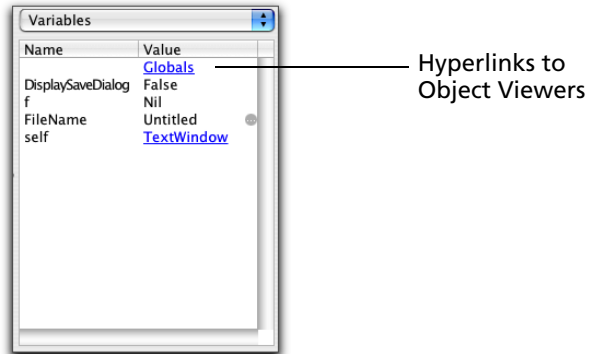 Variables
Name Value
Globals
DisplaySaveDialog False
f Nil
FileName Untitled
self TextWindow
Hyperlinks to
Object Viewers